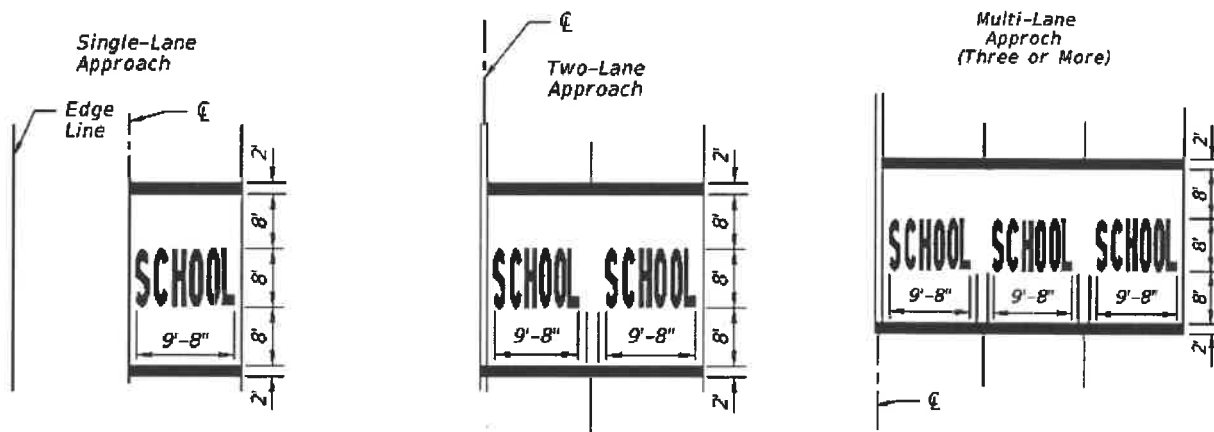 Single-Lane
Approach
Edge
Line
℄
2'
8'
SCHOOL
8'
9'-8"
8'
2'
℄
Two-Lane
Approach
2'
8'
SCHOOL SCHOOL
8'
9'-8" 9'-8"
8'
2'
Multi-Lane
Approch
(Three or More)
2'
8'
SCHOOL SCHOOL SCHOOL
8'
9'-8" 9'-8" 9'-8"
8'
2'
℄